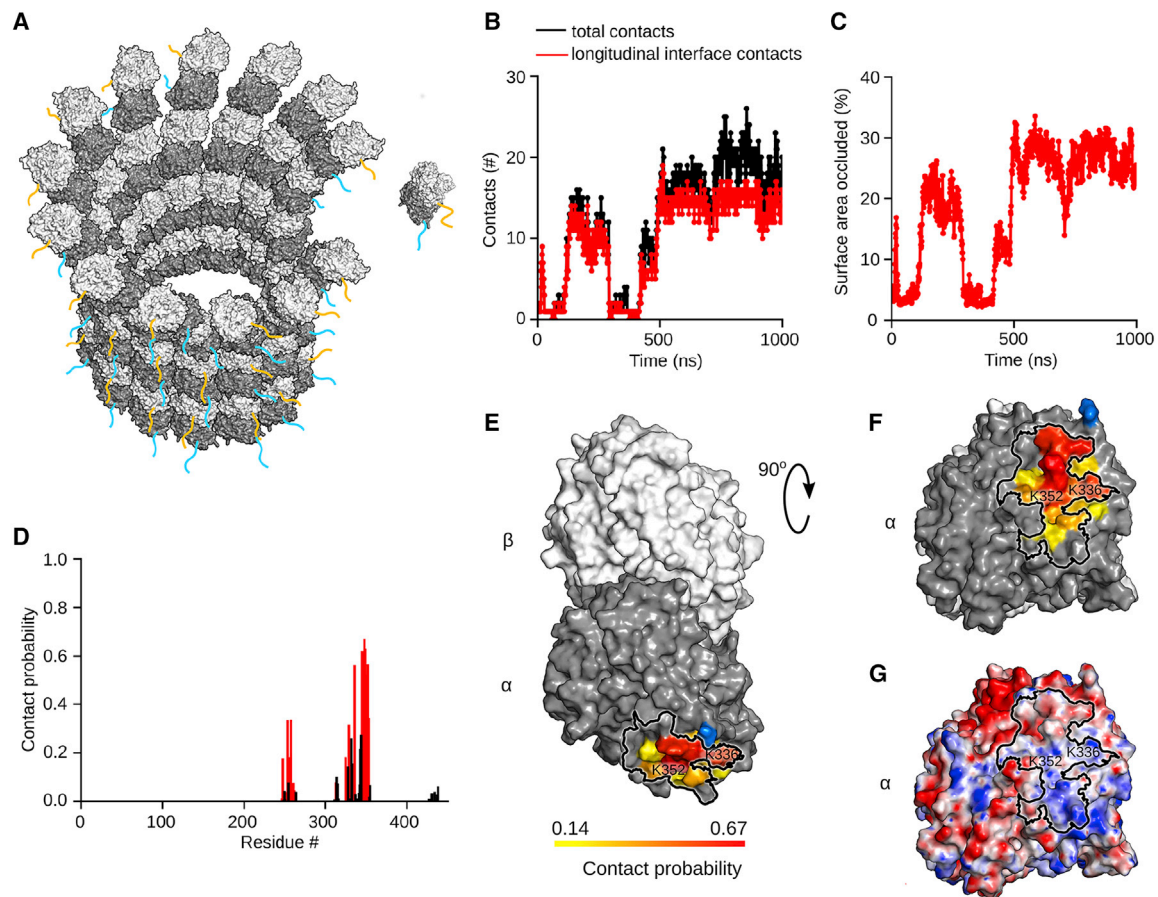 A
B
total contacts
longitudinal interface contacts
30
20
10
0
Contacts (#)
0
500
1000
Time (ns)
C
40
30
20
10
0
Surface area occluded (%)
0
500
1000
Time (ns)
D
1.0
0.8
0.6
0.4
0.2
0.0
Contact probability
0
100
200
300
400
Residue #
E
90o
β
α
K352
K336
0.14
0.67
Contact probability
F
α
K352
K336
G
α
K352
K336